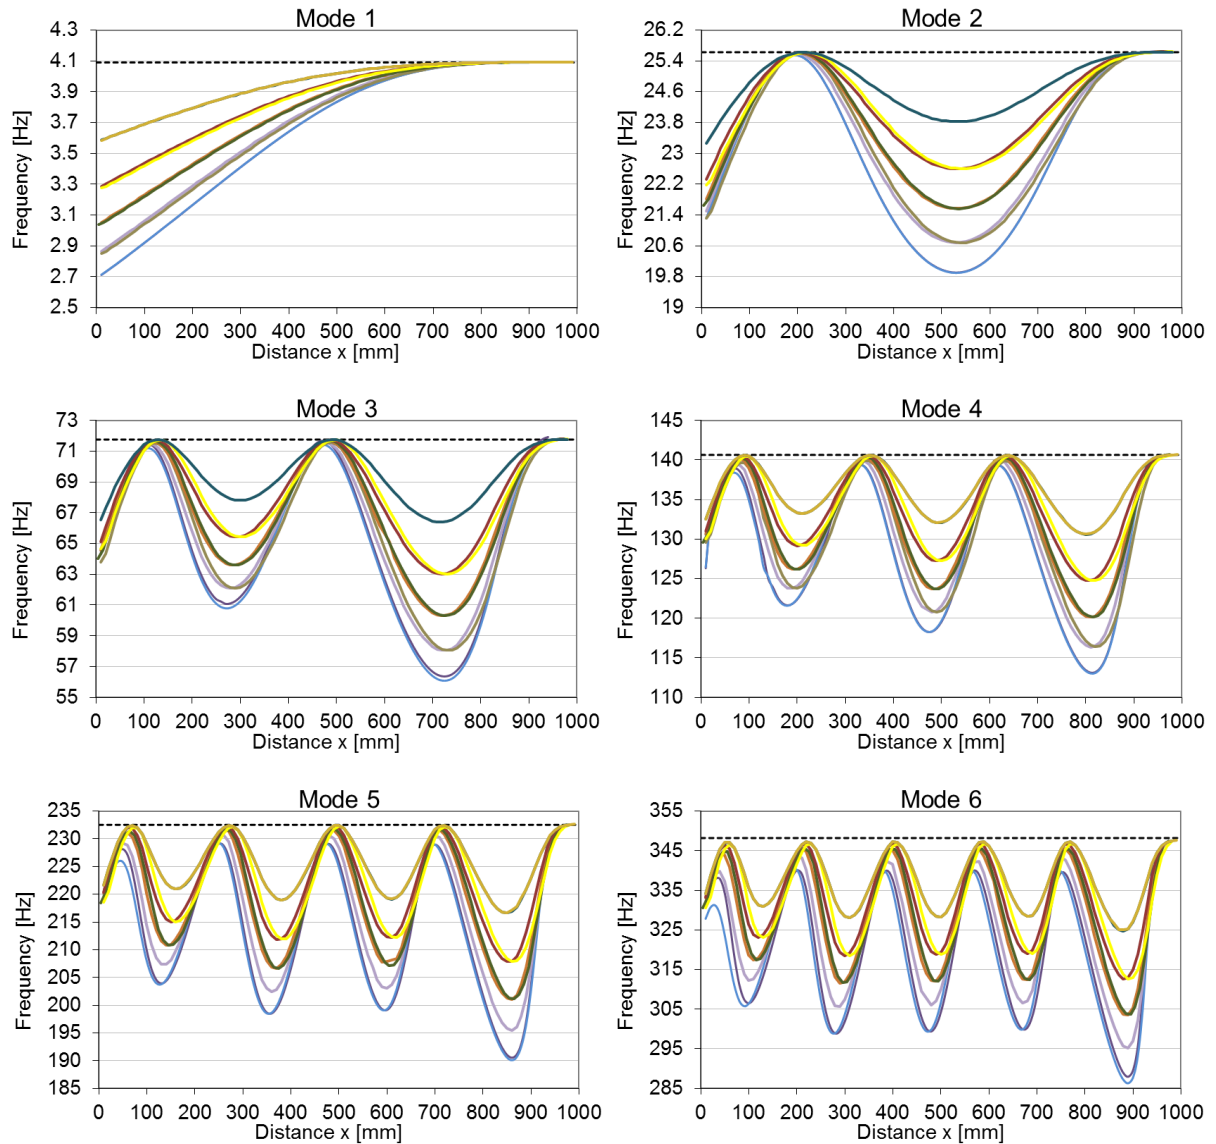 Mode 1
Frequency [Hz]
4.3
4.1
3.9
3.7
3.5
3.3
3.1
2.9
2.7
2.5
0 100 200 300 400 500 600 700 800 900 1000
Distance x [mm]
Mode 2
Frequency [Hz]
26.2
25.4
24.6
23.8
23
22.2
21.4
20.6
19.8
19
0 100 200 300 400 500 600 700 800 900 1000
Distance x [mm]
Mode 3
Frequency [Hz]
73
71
69
67
65
63
61
59
57
55
0 100 200 300 400 500 600 700 800 900 1000
Distance x [mm]
Mode 4
Frequency [Hz]
145
140
135
130
125
120
115
110
0 100 200 300 400 500 600 700 800 900 1000
Distance x [mm]
Mode 5
Frequency [Hz]
235
230
225
220
215
210
205
200
195
190
185
0 100 200 300 400 500 600 700 800 900 1000
Distance x [mm]
Mode 6
Frequency [Hz]
355
345
335
325
315
305
295
285
0 100 200 300 400 500 600 700 800 900 1000
Distance x [mm]